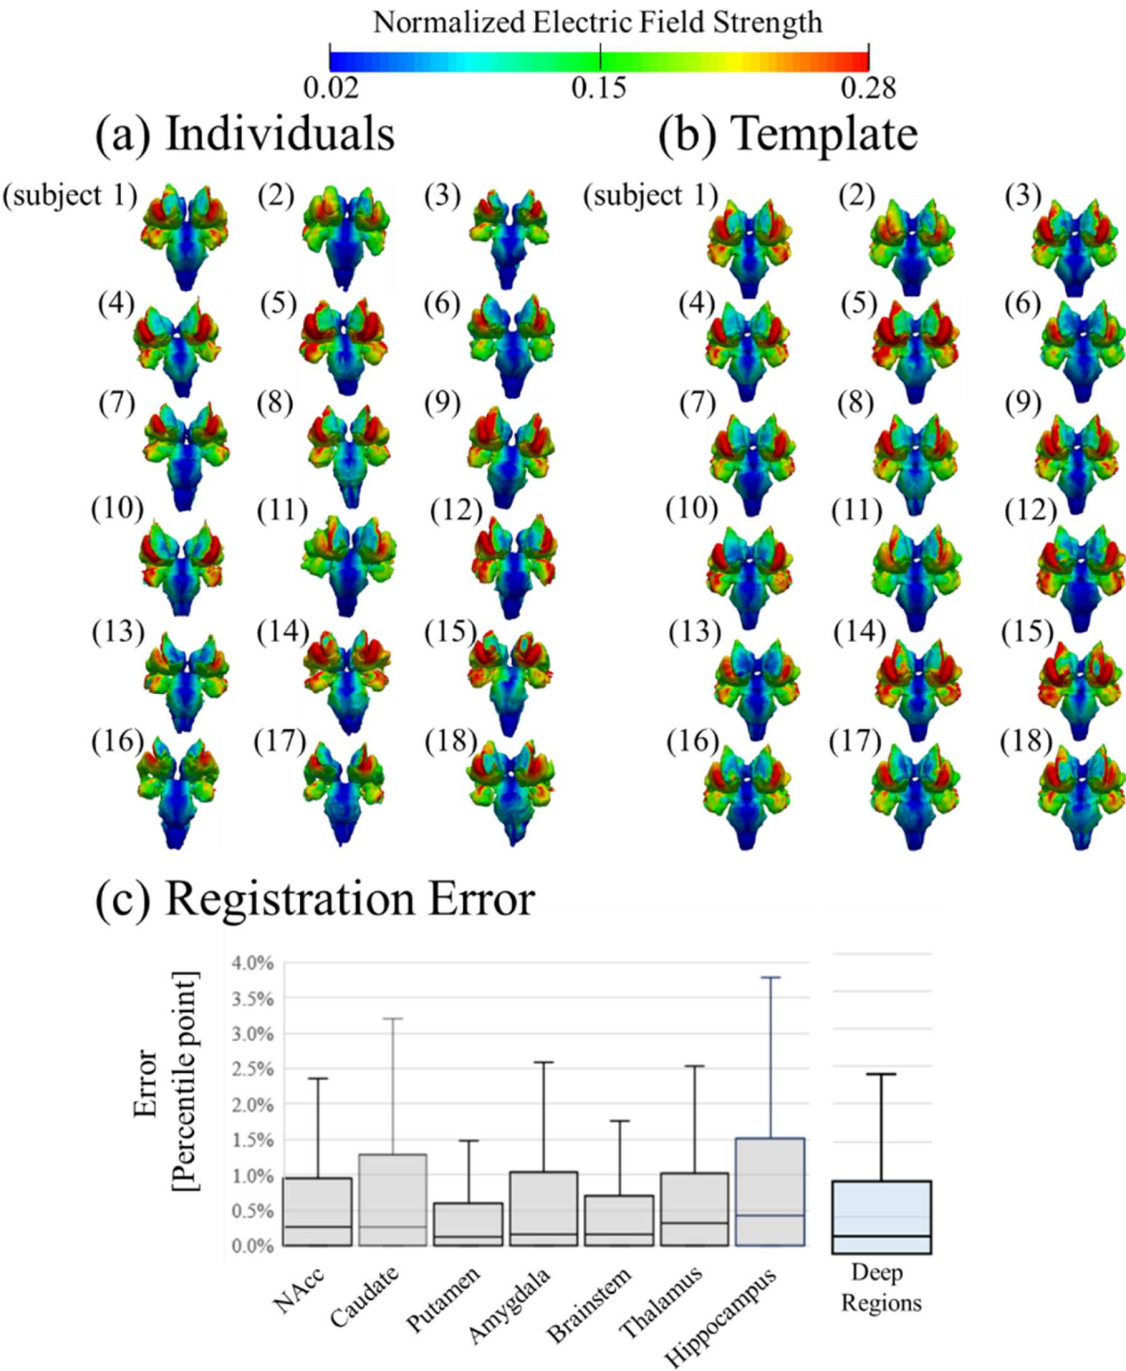 Normalized Electric Field Strength
0.02 0.15 0.28
(a) Individuals (b) Template
(subject 1) (2) (3) (subject 1) (2) (3)
(4) (5) (6) (4) (5) (6)
(7) (8) (9) (7) (8) (9)
(10) (11) (12) (10) (11) (12)
(13) (14) (15) (13) (14) (15)
(16) (17) (18) (16) (17) (18)
(c) Registration Error
Error
[Percentile point]
4.0%
3.5%
3.0%
2.5%
2.0%
1.5%
1.0%
0.5%
0.0%
NAcc
Caudate
Putamen
Amygdala
Brainstem
Thalamus
Hippocampus
Deep
Regions